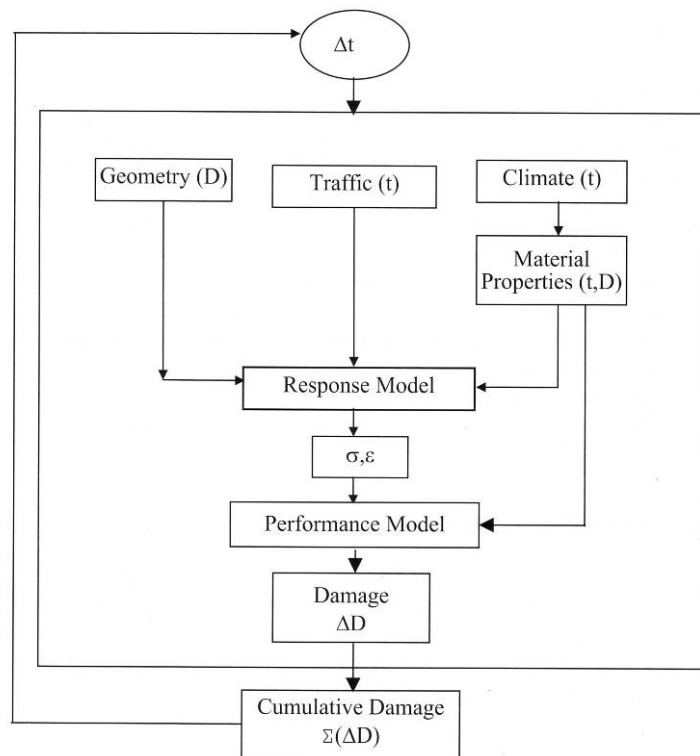 Δt
Geometry (D)
Traffic (t)
Climate (t)
Material
Properties (t,D)
Response Model
σ,ε
Performance Model
Damage
ΔD
Cumulative Damage
Σ(ΔD)